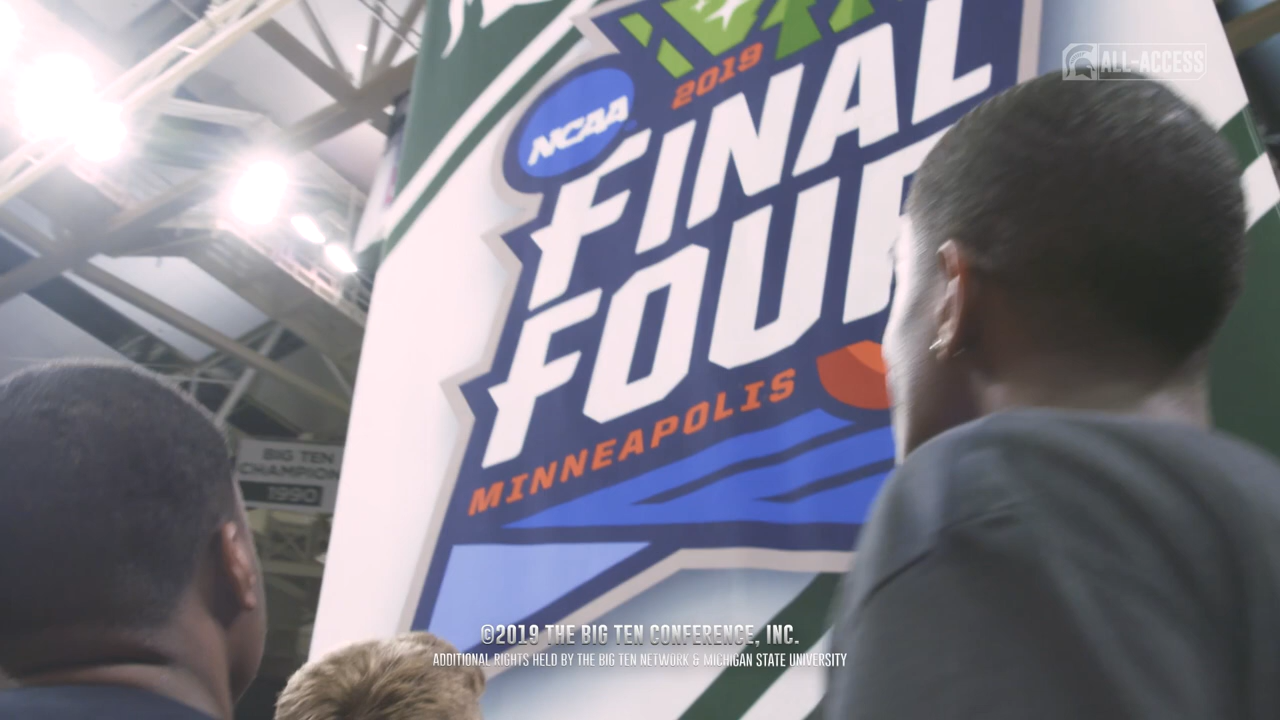 ALL-ACCESS
2019
NCAA
FINAL
FOUR
MINNEAPOLIS
BIG TEN
CHAMPION
1990
©2019 THE BIG TEN CONFERENCE, INC.
ADDITIONAL RIGHTS HELD BY THE BIG TEN NETWORK & MICHIGAN STATE UNIVERSITY